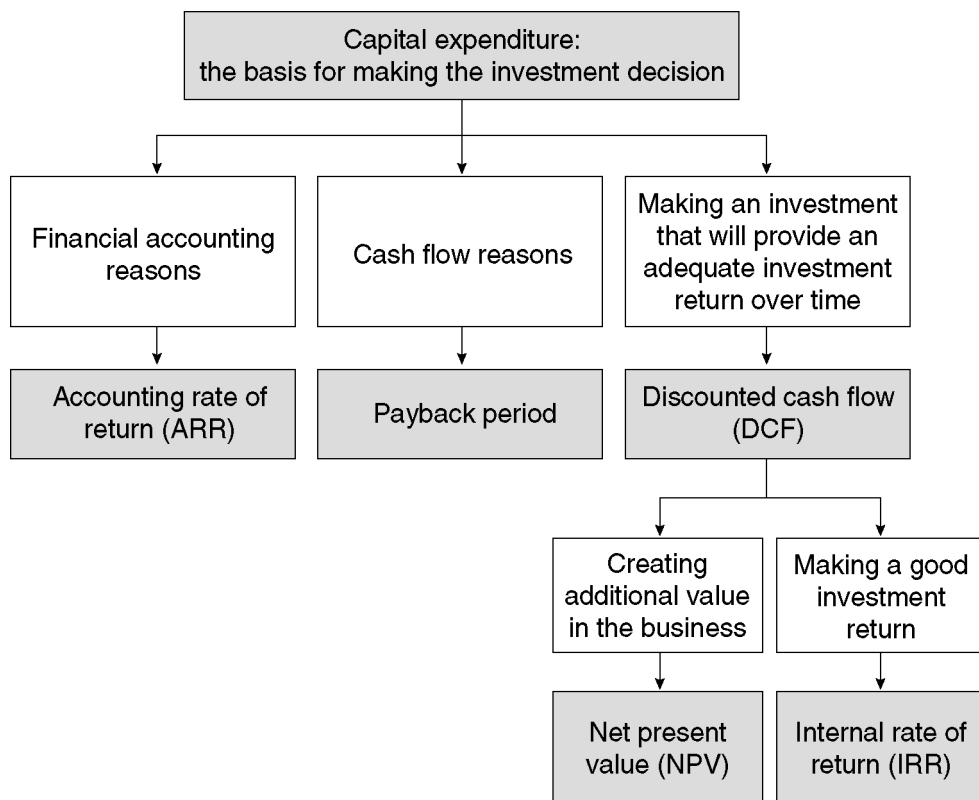 Capital expenditure:
the basis for making the investment decision
Financial accounting
reasons
Cash flow reasons
Making an investment
that will provide an
adequate investment
return over time
Accounting rate of
return (ARR)
Payback period
Discounted cash flow
(DCF)
Creating
additional value
in the business
Making a good
investment
return
Net present
value (NPV)
Internal rate of
return (IRR)